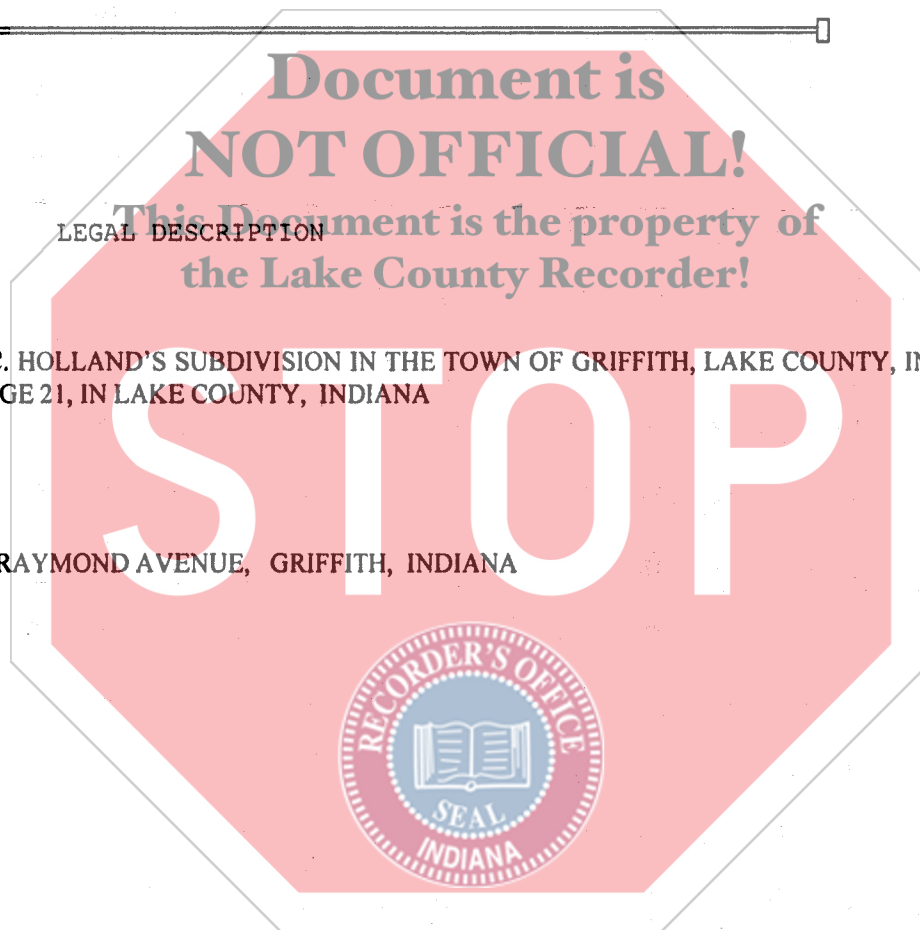 Document is
NOT OFFICIAL!
This Document is the property of
LEGAL DESCRIPTION
the Lake County Recorder!
. HOLLAND'S SUBDIVISION IN THE TOWN OF GRIFFITH, LAKE COUNTY, IN
GE 21, IN LAKE COUNTY, INDIANA
STOP
RAYMOND AVENUE, GRIFFITH, INDIANA
RECORDER'S OFFICE
SEAL
INDIANA